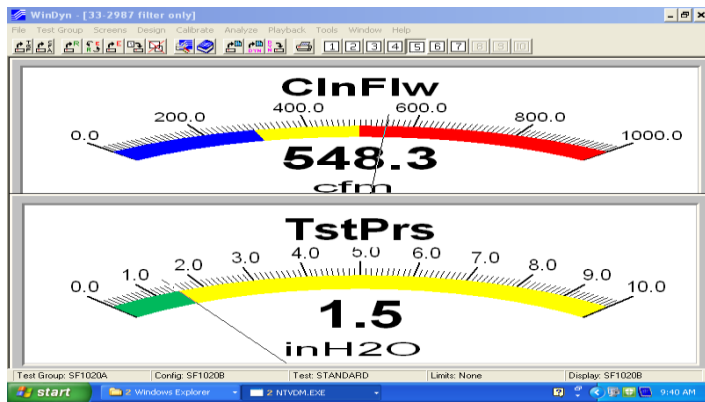 WinDyn - [33-2987 filter only]
File Test Group Screens Design Calibrate Analyze Playback Tools Window Help
1 2 3 4 5 6 7 8 9 10
ClnFlw
0.0 200.0 400.0 600.0 800.0 1000.0
548.3
cfm
TstPrs
0.0 1.0 2.0 3.0 4.0 5.0 6.0 7.0 8.0 9.0 10.0
1.5
inH2O
Test Group: SF1020A Config: SF1020B Test: STANDARD Limits: None Display: SF1020B
start 2 Windows Explorer 2 NTVDM.EXE 9:40 AM